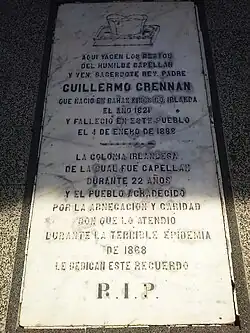 AQUI YACEN LOS RESTOS
DEL HUMILDE CAPELLAN
Y VEN. SACERDOTE REV. PADRE
GUILLERMO GRENNAN
QUE NACIO EN IRLANDA
EL AÑO 1821
Y FALLECIO EN ESTE PUEBLO
EL 4 DE ENERO DE 1888
LA COLONIA IRLANDESA
DE LA QUAL FUE CAPELLAN
DURANTE 22 AÑOS
Y EL PUEBLO AGRADECIDO
POR LA ABNEGACION Y CARIDAD
CON QUE LO ATENDIO
DURANTE LA TERRIBLE EPIDEMIA
DE 1868
LE DEDICAN ESTE RECUERDO
R.I.P.